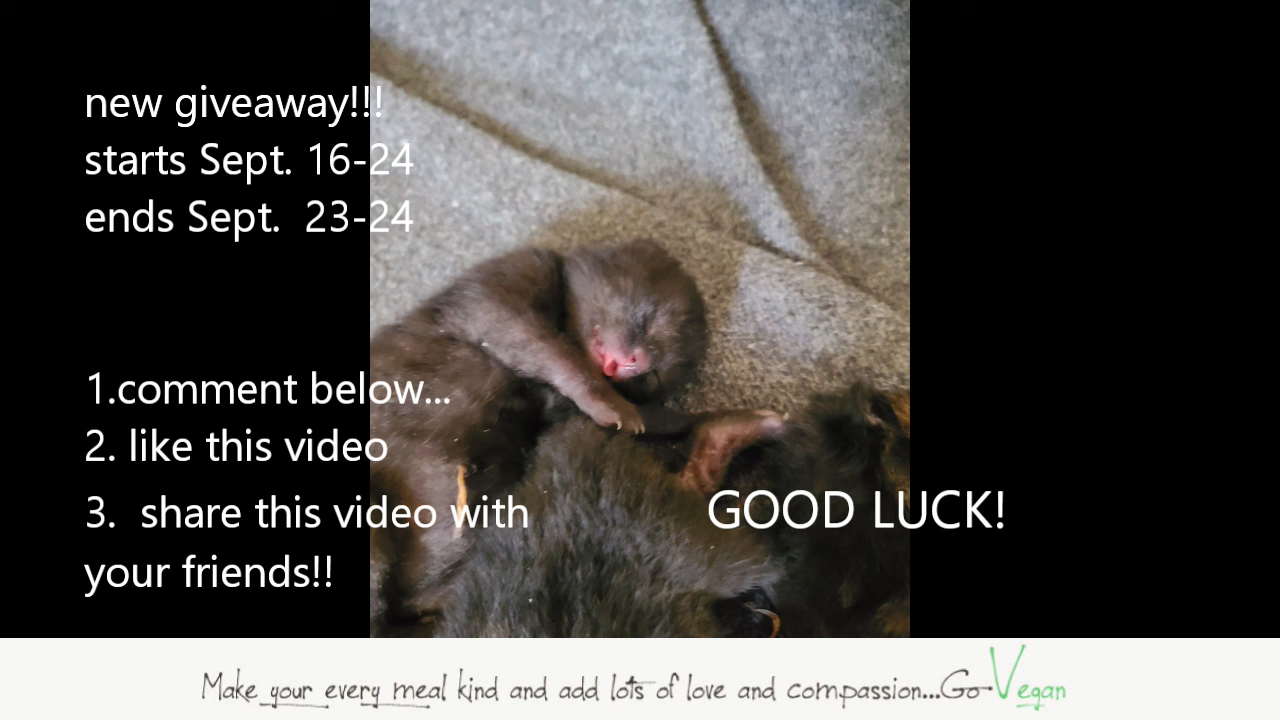 new giveaway!!!
starts Sept. 16-24
ends Sept. 23-24
1.comment below...
2. like this video
3. share this video with
your friends!!
GOOD LUCK!
Make your every meal kind and add lots of love and compassion...Go Vegan